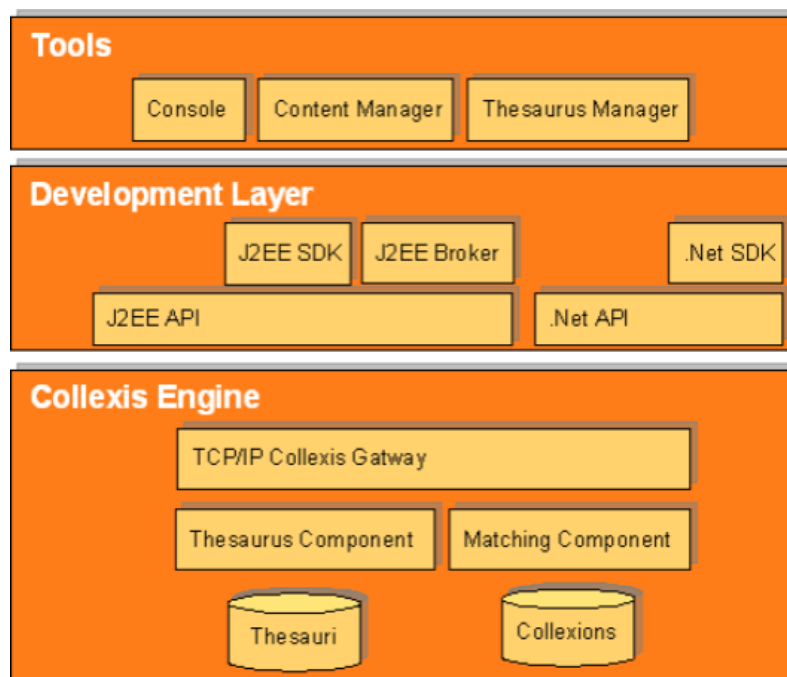 Tools
Console
Content Manager
Thesaurus Manager
Development Layer
J2EE SDK
J2EE Broker
.Net SDK
J2EE API
.Net API
Collexis Engine
TCP/IP Collexis Gatway
Thesaurus Component
Matching Component
Thesauri
Collexions